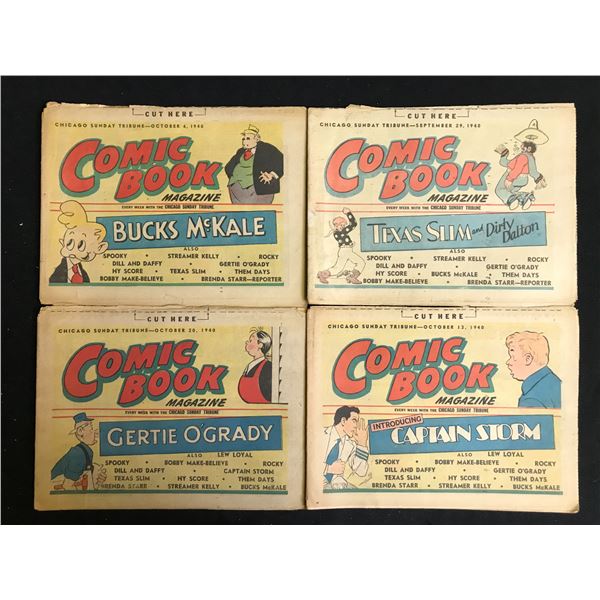 CUT HERE
CHICAGO SUNDAY TRIBUNE—OCTOBER 6, 1940
COMIC
BOOK
MAGAZINE
EVERY WEEK WITH THE CHICAGO SUNDAY TRIBUNE
BUCKS McKALE
ALSO
SPOOKY • STREAMER KELLY • ROCKY
DILL AND DAFFY • GERTIE O'GRADY
HY SCORE • TEXAS SLIM • THEM DAYS
BOBBY MAKE-BELIEVE • BRENDA STARR—REPORTER
CUT HERE
CHICAGO SUNDAY TRIBUNE—SEPTEMBER 29, 1940
COMIC
BOOK
MAGAZINE
EVERY WEEK WITH THE CHICAGO SUNDAY TRIBUNE
TEXAS SLIM and Dirty Dalton
ALSO
SPOOKY • STREAMER KELLY • ROCKY
DILL AND DAFFY • GERTIE O'GRADY
HY SCORE • BUCKS McKALE • THEM DAYS
BOBBY MAKE-BELIEVE • BRENDA STARR—REPORTER
CUT HERE
CHICAGO SUNDAY TRIBUNE—OCTOBER 20, 1940
COMIC
BOOK
MAGAZINE
EVERY WEEK WITH THE CHICAGO SUNDAY TRIBUNE
GERTIE O'GRADY
ALSO LEW LOYAL
SPOOKY • BOBBY MAKE-BELIEVE • ROCKY
DILL AND DAFFY • CAPTAIN STORM
TEXAS SLIM • HY SCORE • THEM DAYS
BRENDA STARR • STREAMER KELLY • BUCKS McKALE
CUT HERE
CHICAGO SUNDAY TRIBUNE—OCTOBER 13, 1940
COMIC
BOOK
MAGAZINE
EVERY WEEK WITH THE CHICAGO SUNDAY TRIBUNE
INTRODUCING
CAPTAIN STORM
ALSO LEW LOYAL
SPOOKY • BOBBY MAKE-BELIEVE • ROCKY
DILL AND DAFFY • GERTIE O'GRADY
TEXAS SLIM • HY SCORE • THEM DAYS
BRENDA STARR • STREAMER KELLY • BUCKS McKALE